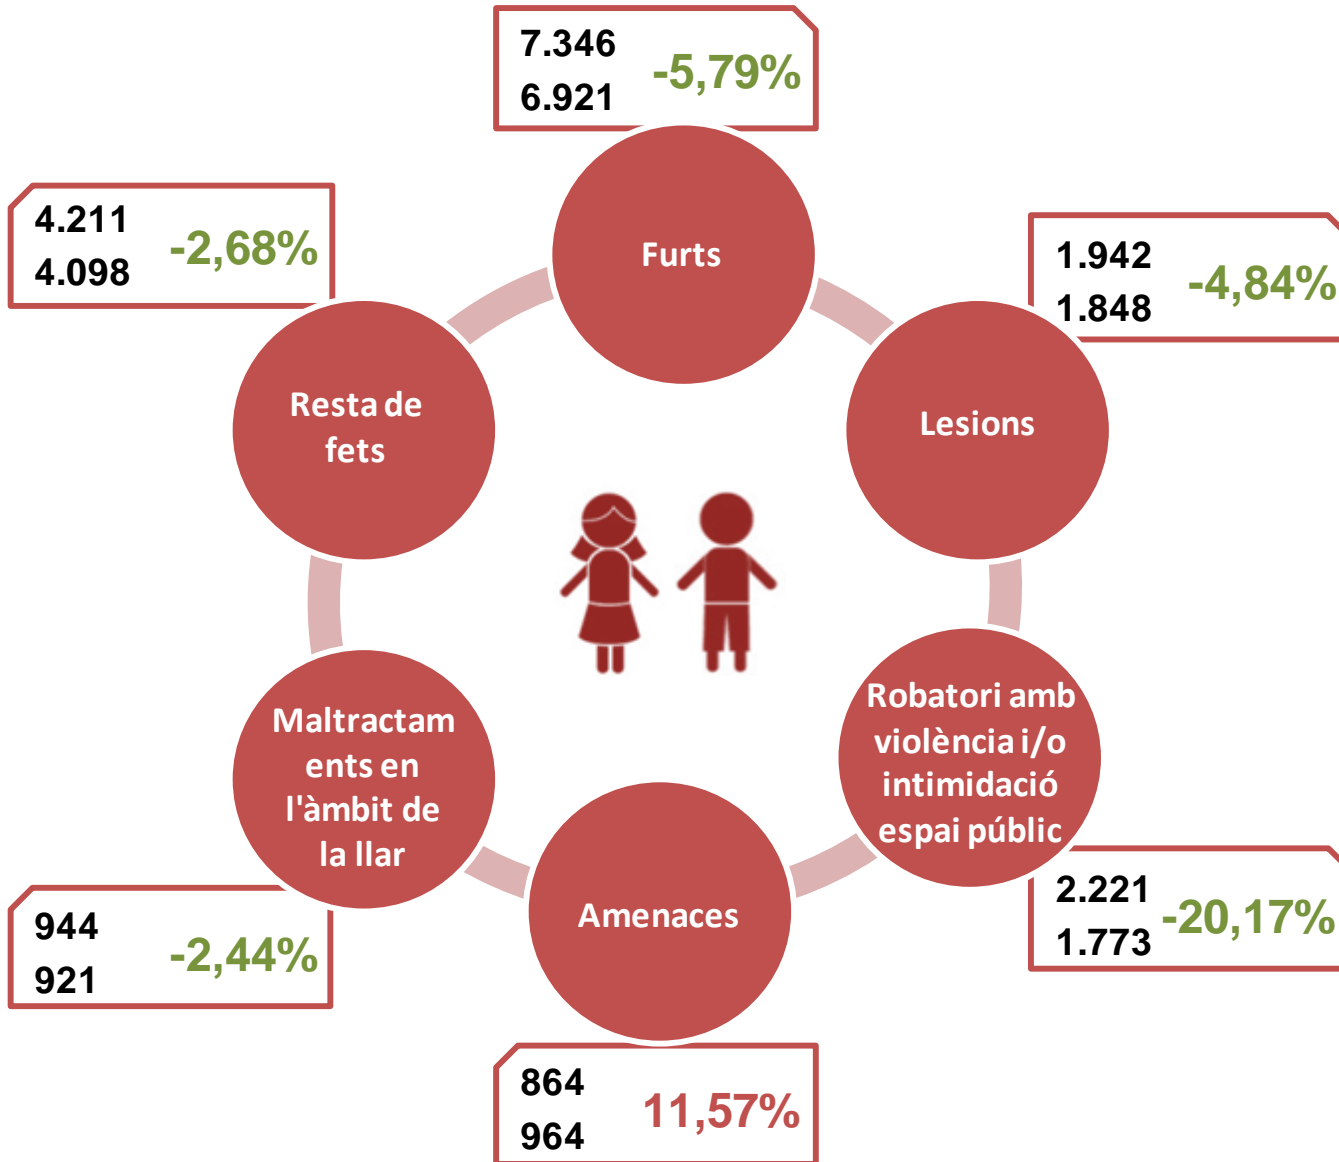 7.346
6.921
-5,79%
Furts
1.942
1.848
-4,84%
Lesions
Robatori amb
violència i/o
intimidació
espai públic
2.221
1.773
-20,17%
Amenaces
864
964
11,57%
Maltractam
ents en
l'àmbit de
la llar
944
921
-2,44%
4.211
4.098
-2,68%
Resta de
fets